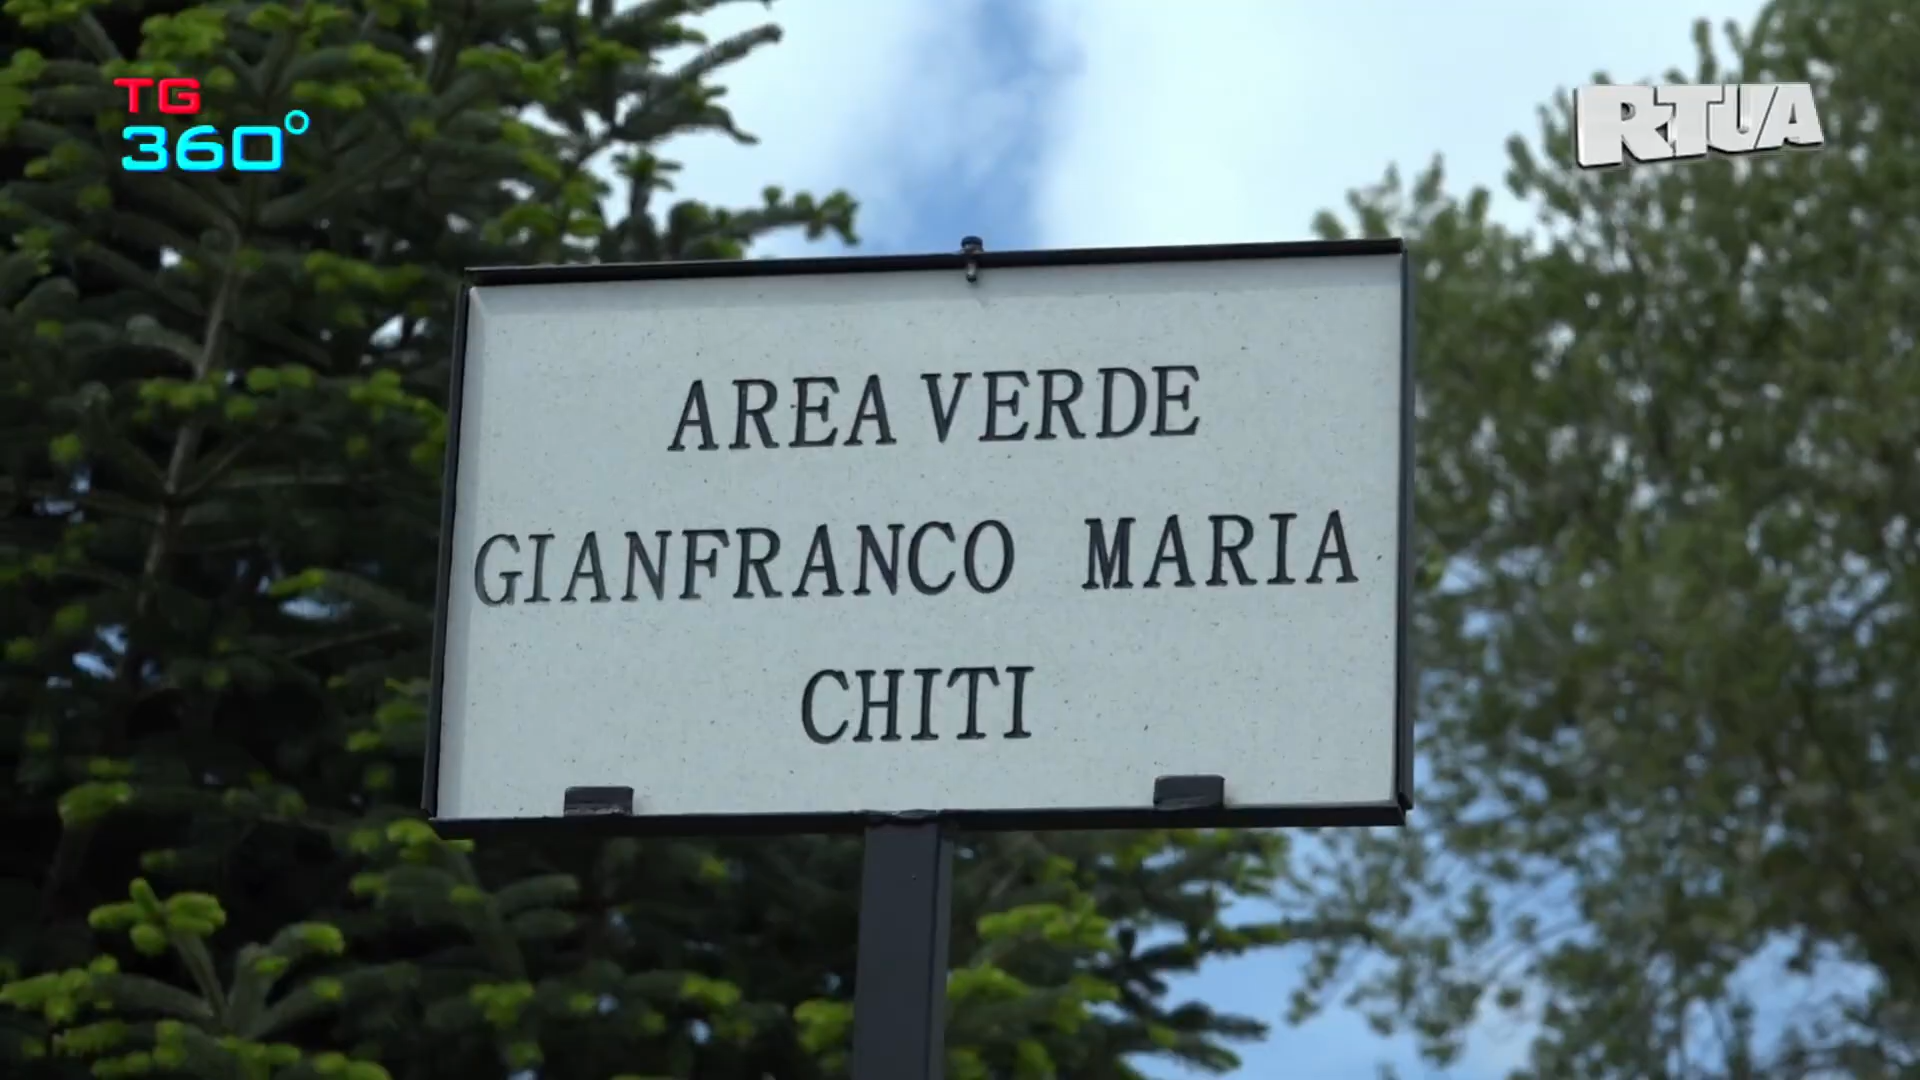 TG
360°
RTUA
AREA VERDE
GIANFRANCO MARIA
CHITI